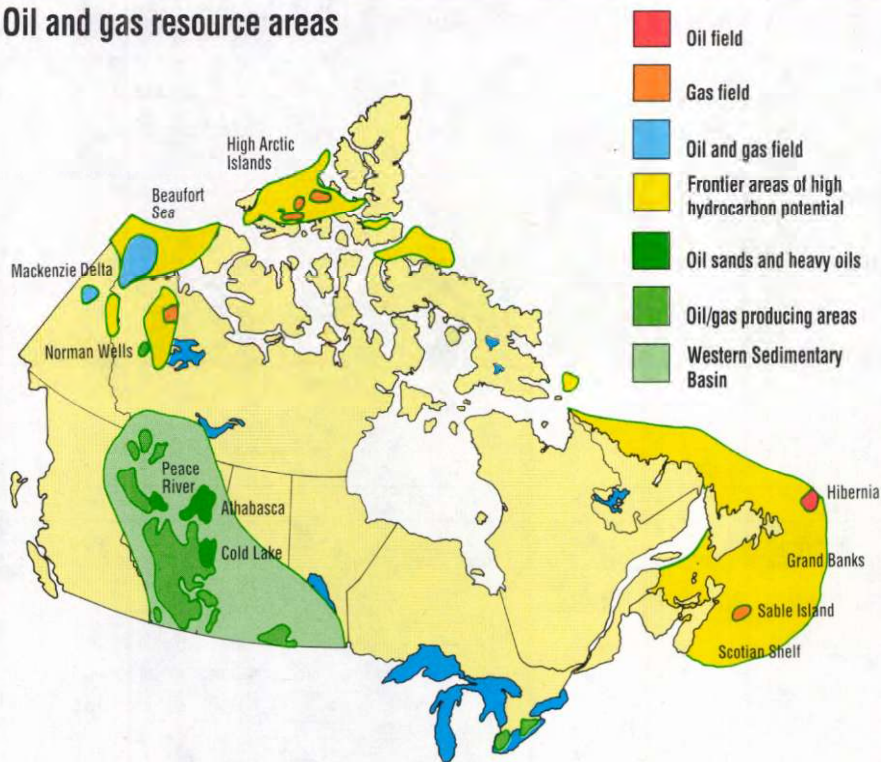 Oil and gas resource areas
Oil field
Gas field
Oil and gas field
Frontier areas of high
hydrocarbon potential
Oil sands and heavy oils
Oil/gas producing areas
Western Sedimentary
Basin
High Arctic
Islands
Beaufort
Sea
Mackenzie Delta
Norman Wells
Peace
River
Athabasca
Cold Lake
Hibernia
Grand Banks
Sable Island
Scotian Shelf